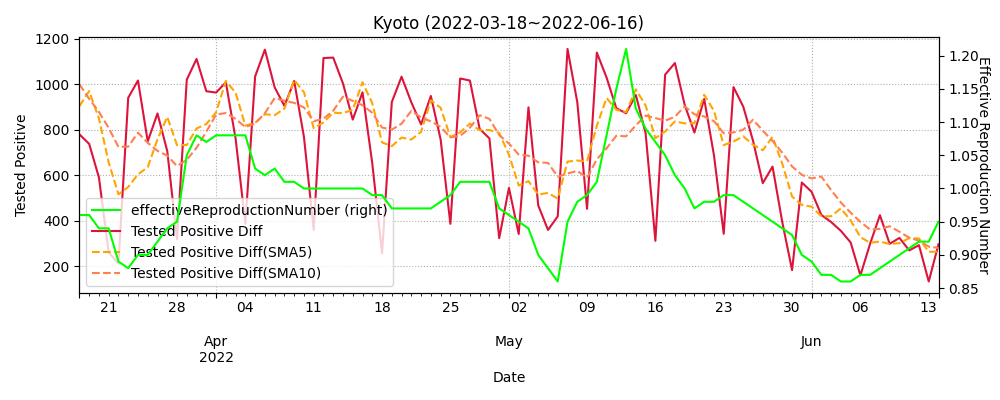 Kyoto (2022-03-18~2022-06-16)
1200
1000
800
600
400
200
Tested Positive
1.20
1.15
1.10
1.05
1.00
0.95
0.90
0.85
Effective Reproduction Number
effectiveReproductionNumber (right)
Tested Positive Diff
Tested Positive Diff(SMA5)
Tested Positive Diff(SMA10)
21 28 04 11 18 25 02 09 16 23 30 06 13
Apr May Jun
2022
Date